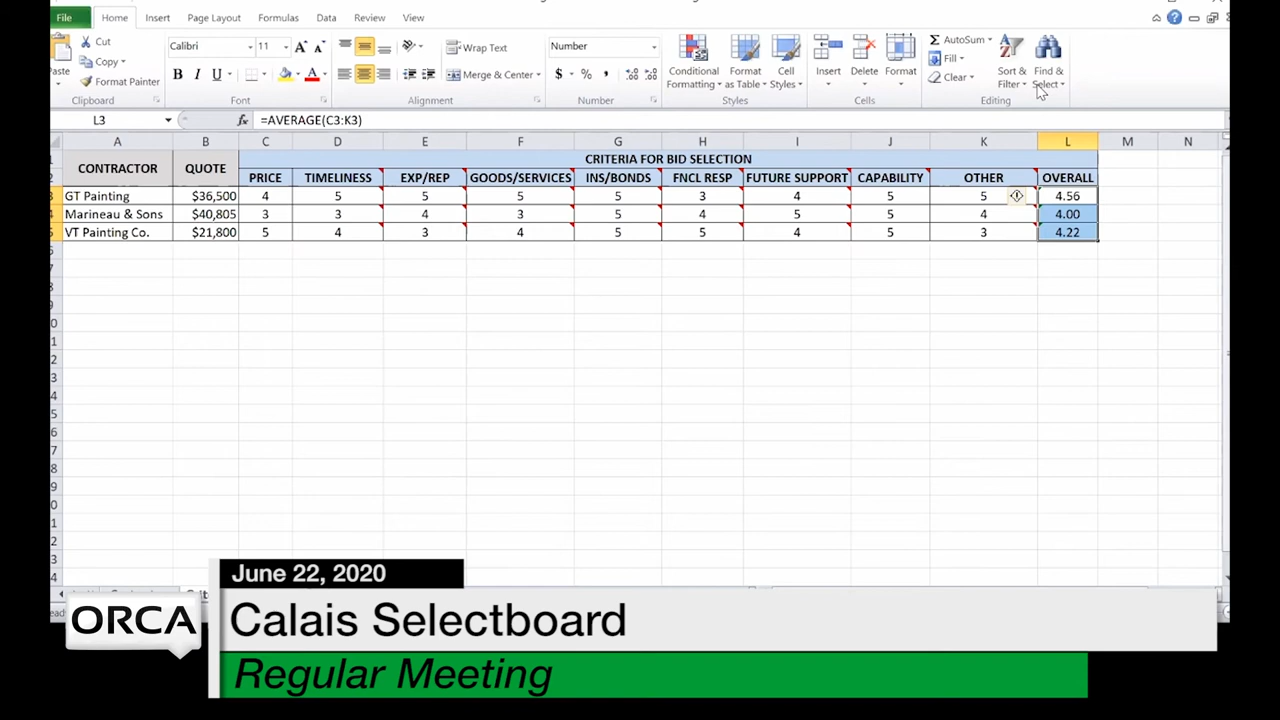 File Home Insert Page Layout Formulas Data Review View
Cut Calibri 11 Wrap Text Number AutoSum
Copy Fill
Paste Format Painter Merge & Center Conditional Formatting Format as Table Cell Styles Insert Delete Format Clear Sort & Filter Find & Select
Clipboard Font Alignment Number Styles Cells Editing
L3 fx =AVERAGE(C3:K3)
A B C D E F G H I J K L M N
CONTRACTOR QUOTE CRITERIA FOR BID SELECTION
PRICE TIMELINESS EXP/REP GOODS/SERVICES INS/BONDS FNCL RESP FUTURE SUPPORT CAPABILITY OTHER OVERALL
GT Painting $36,500 4 5 5 5 5 3 4 5 5 4.56
Marineau & Sons $40,805 3 3 4 3 5 4 5 5 4 4.00
VT Painting Co. $21,800 5 4 3 4 5 5 4 5 3 4.22
June 22, 2020
ORCA
Calais Selectboard
Regular Meeting